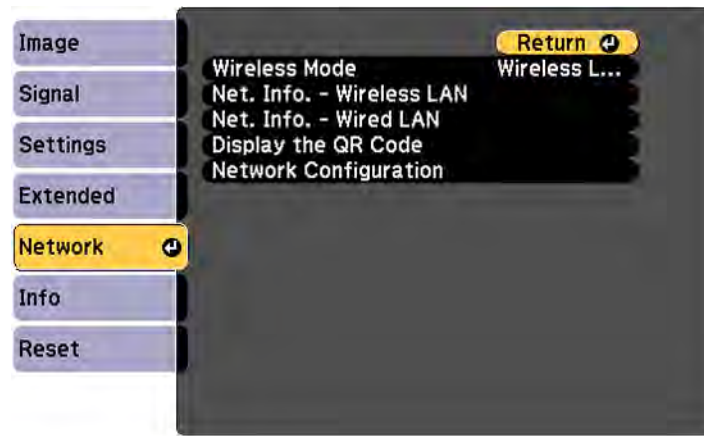 Image
Signal
Settings
Extended
Network
Info
Reset
Return
Wireless Mode Wireless L...
Net. Info. - Wireless LAN
Net. Info. - Wired LAN
Display the QR Code
Network Configuration